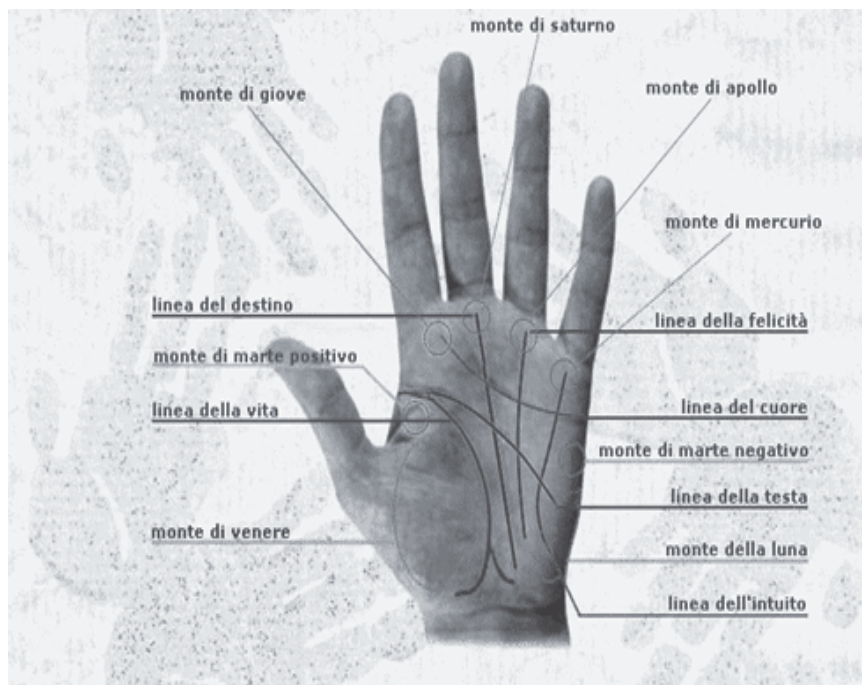 monte di saturno
monte di giove
monte di apollo
monte di mercurio
linea del destino
linea della felicità
monte di marte positivo
linea della vita
linea del cuore
monte di marte negativo
linea della testa
monte di venere
monte della luna
linea dell'intuito